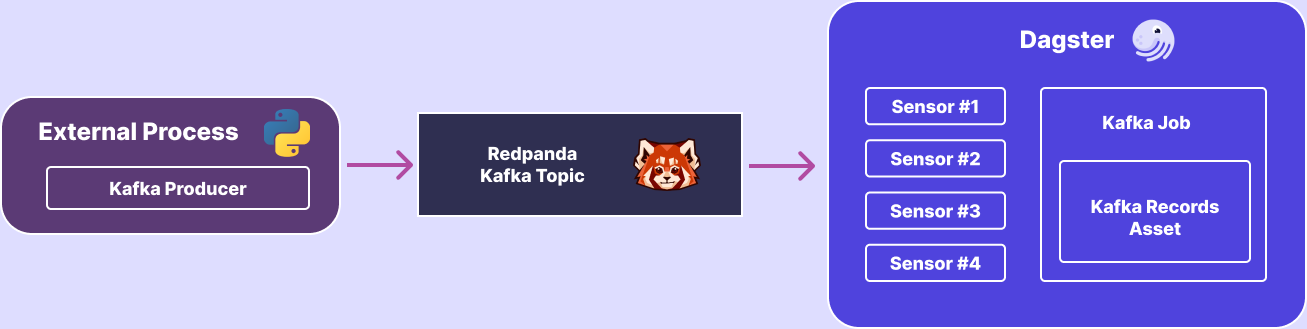 External Process
Kafka Producer
Redpanda
Kafka Topic
Dagster
Sensor #1
Sensor #2
Sensor #3
Sensor #4
Kafka Job
Kafka Records
Asset